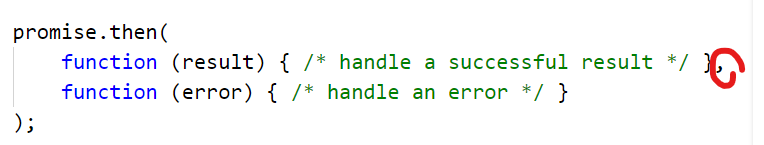 promise.then(
    function (result) { /* handle a successful result */ },
    function (error) { /* handle an error */ }
);